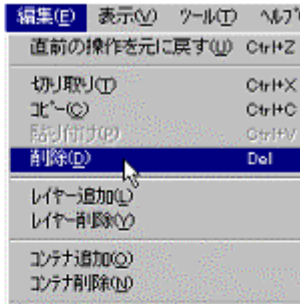 編集(E) 表示(V) ツール(T) ヘルプ
直前の操作を元に戻す(U) Ctrl+Z
切り取り(T) Ctrl+X
コピー(C) Ctrl+C
貼り付け(P) Ctrl+V
削除(D) Del
レイヤー追加(L)
レイヤー削除(Y)
コンテナ追加(O)
コンテナ削除(N)